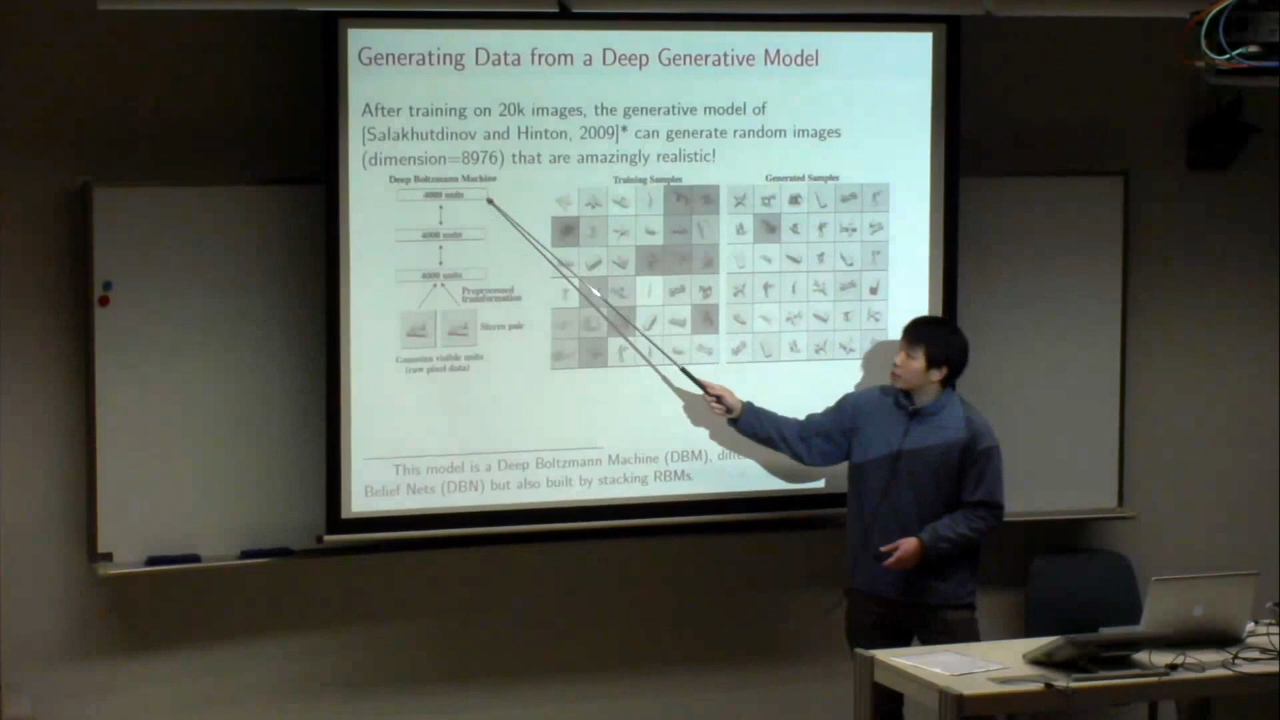 Generating Data from a Deep Generative Model
After training on 20k images, the generative model of
[Salakhutdinov and Hinton, 2009]* can generate random images
(dimension=8976) that are amazingly realistic!
Deep Boltzmann Machine
Training Samples
Generated Samples
4000 units
4000 units
4000 units
Preprocessed
transformation
Stereo pair
Gaussian visible units
(raw pixel data)
This model is a Deep Boltzmann Machine (DBM),
Belief Nets (DBN) but also built by stacking RBMs.